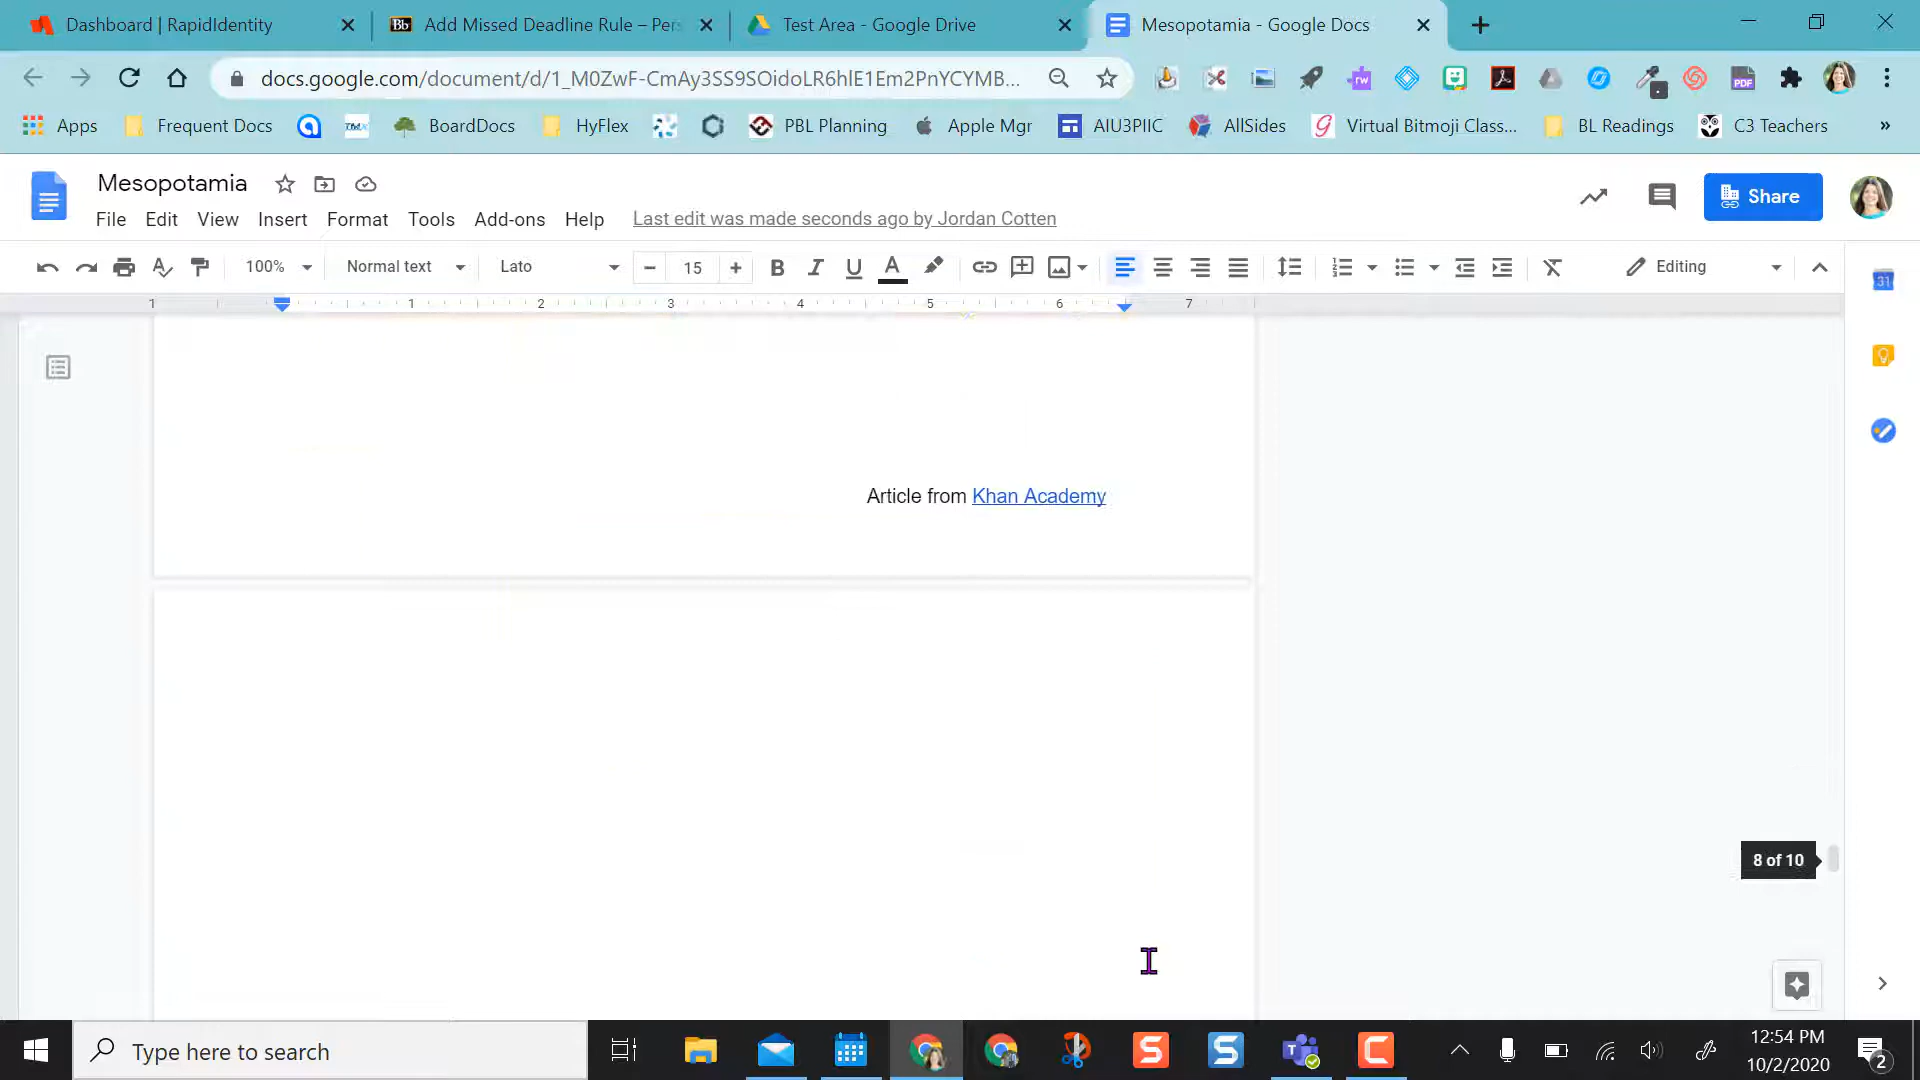 Dashboard | RapidIdentity
Bb Add Missed Deadline Rule – Pers
Test Area - Google Drive
Mesopotamia - Google Docs
docs.google.com/document/d/1_M0ZwF-CmAy3SS9SOidoLR6hlE1Em2PnYCYMB...
Apps
Frequent Docs
BoardDocs
HyFlex
PBL Planning
Apple Mgr
AIU3PIIC
AllSides
Virtual Bitmoji Class...
BL Readings
C3 Teachers
»
Mesopotamia
Share
File Edit View Insert Format Tools Add-ons Help Last edit was made seconds ago by Jordan Cotten
100% Normal text Lato − 15 + B I U A Editing
1 1 2 3 4 5 6 7
31
Article from Khan Academy
8 of 10
Type here to search
12:54 PM
10/2/2020
2